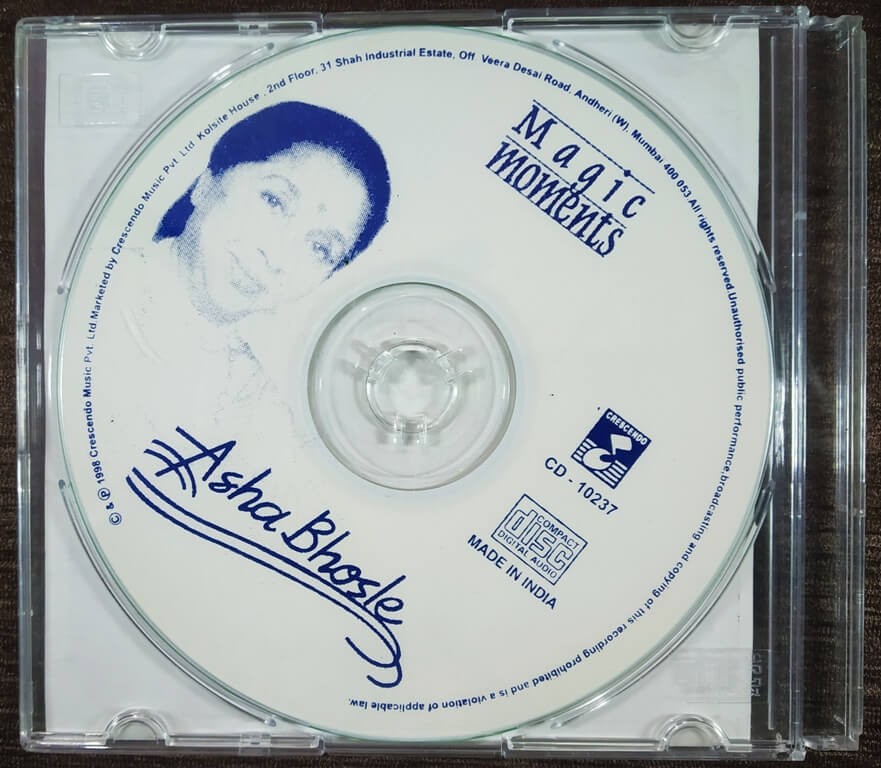 © & ℗ 1998 Crescendo Music Pvt. Ltd Marketed by Crescendo Music Pvt. Ltd Kolsite House , 2nd Floor, 31 Shah Industrial Estate, Off Veera Desai Road, Andheri (W), Mumbai 400 053 All rights reserved.Unauthorised public performance,broadcasting and copying of this recording prohibited and is a violation of applicable law.
Magic
moments
Asha Bhosle
CRESCENDO
CD - 10237
COMPACT
disc
DIGITAL AUDIO
MADE IN INDIA